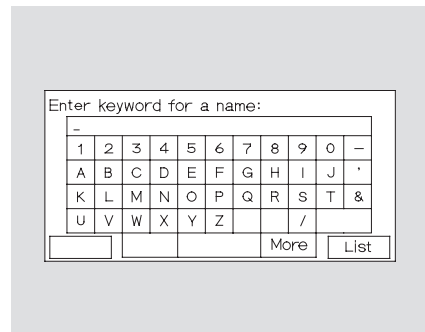 Enter keyword for a name:
_
1 2 3 4 5 6 7 8 9 0 –
A B C D E F G H I J '
K L M N O P Q R S T &
U V W X Y Z /
More List